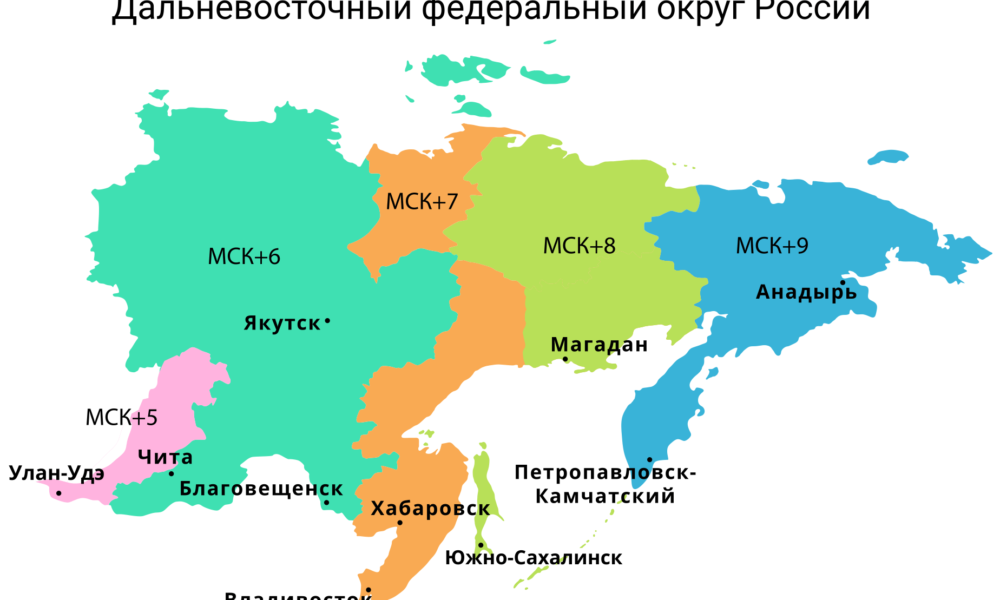 Дальневосточный федеральный округ России
МСК+7
МСК+6
МСК+8
МСК+9
Анадырь
Якутск
Магадан
МСК+5
Чита
Улан-Удэ
Благовещенск
Петропавловск-
Камчатский
Хабаровск
Южно-Сахалинск
Владивосток